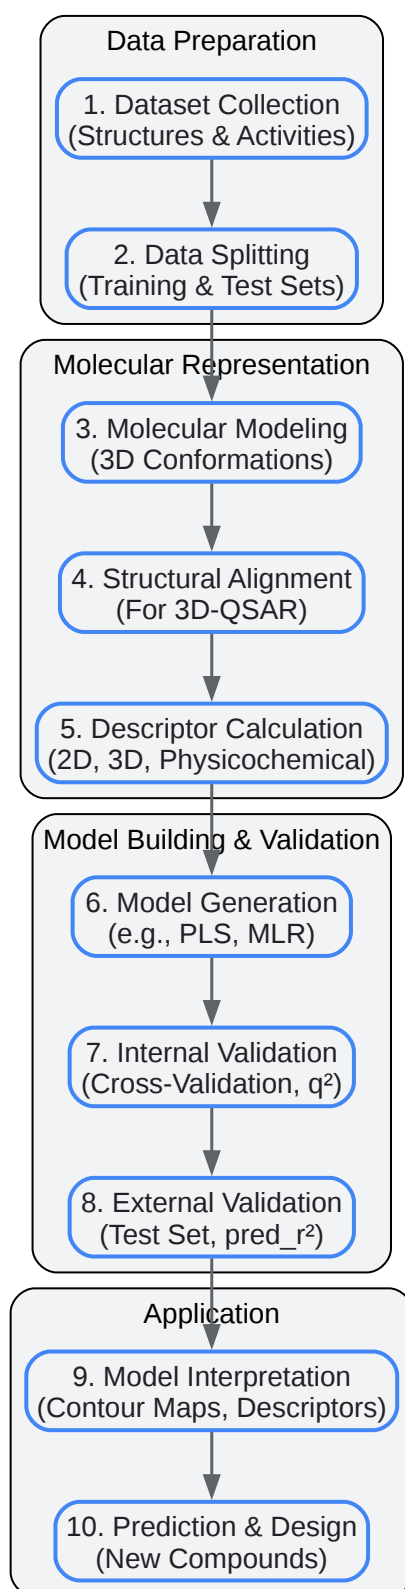 Data Preparation
1. Dataset Collection
(Structures & Activities)
2. Data Splitting
(Training & Test Sets)
Molecular Representation
3. Molecular Modeling
(3D Conformations)
4. Structural Alignment
(For 3D-QSAR)
5. Descriptor Calculation
(2D, 3D, Physicochemical)
Model Building & Validation
6. Model Generation
(e.g., PLS, MLR)
7. Internal Validation
(Cross-Validation, q²)
8. External Validation
(Test Set, pred_r²)
Application
9. Model Interpretation
(Contour Maps, Descriptors)
10. Prediction & Design
(New Compounds)